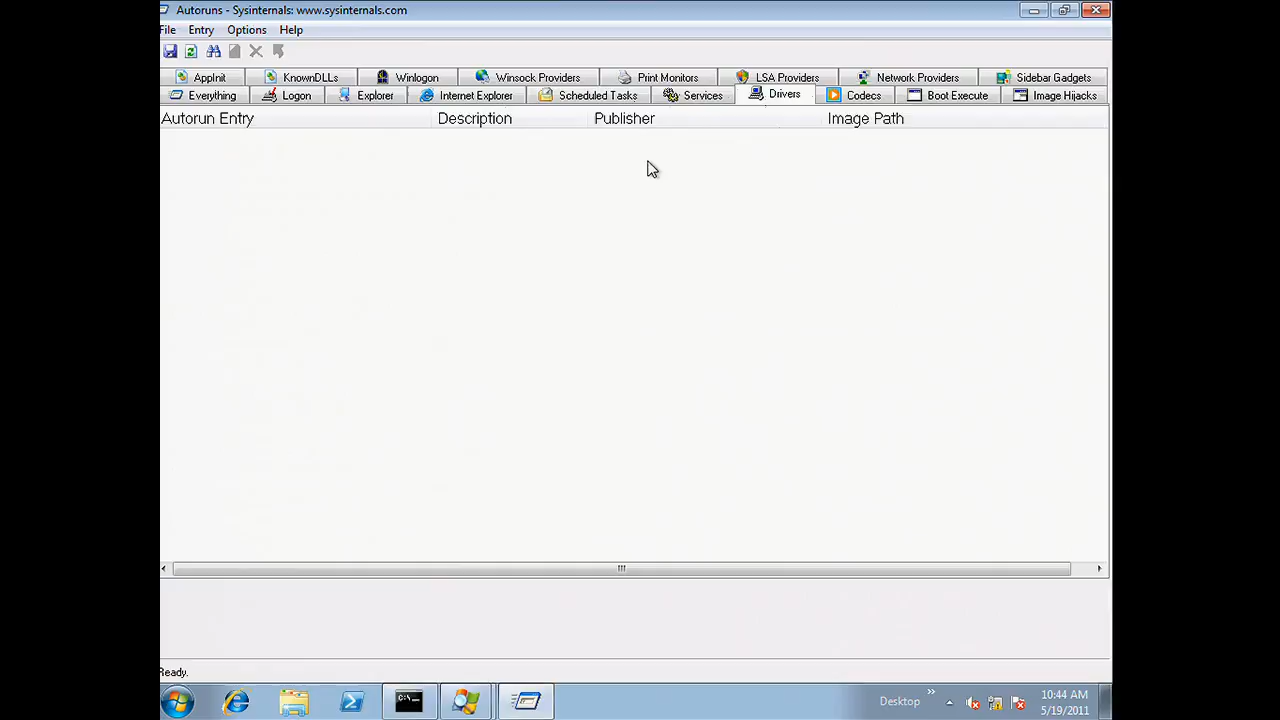 Autoruns - Sysinternals: www.sysinternals.com
File Entry Options Help
AppInit KnownDLLs Winlogon Winsock Providers Print Monitors LSA Providers Network Providers Sidebar Gadgets
Everything Logon Explorer Internet Explorer Scheduled Tasks Services Drivers Codecs Boot Execute Image Hijacks
Autorun Entry Description Publisher Image Path
Ready.
C:\
Desktop
10:44 AM
5/19/2011